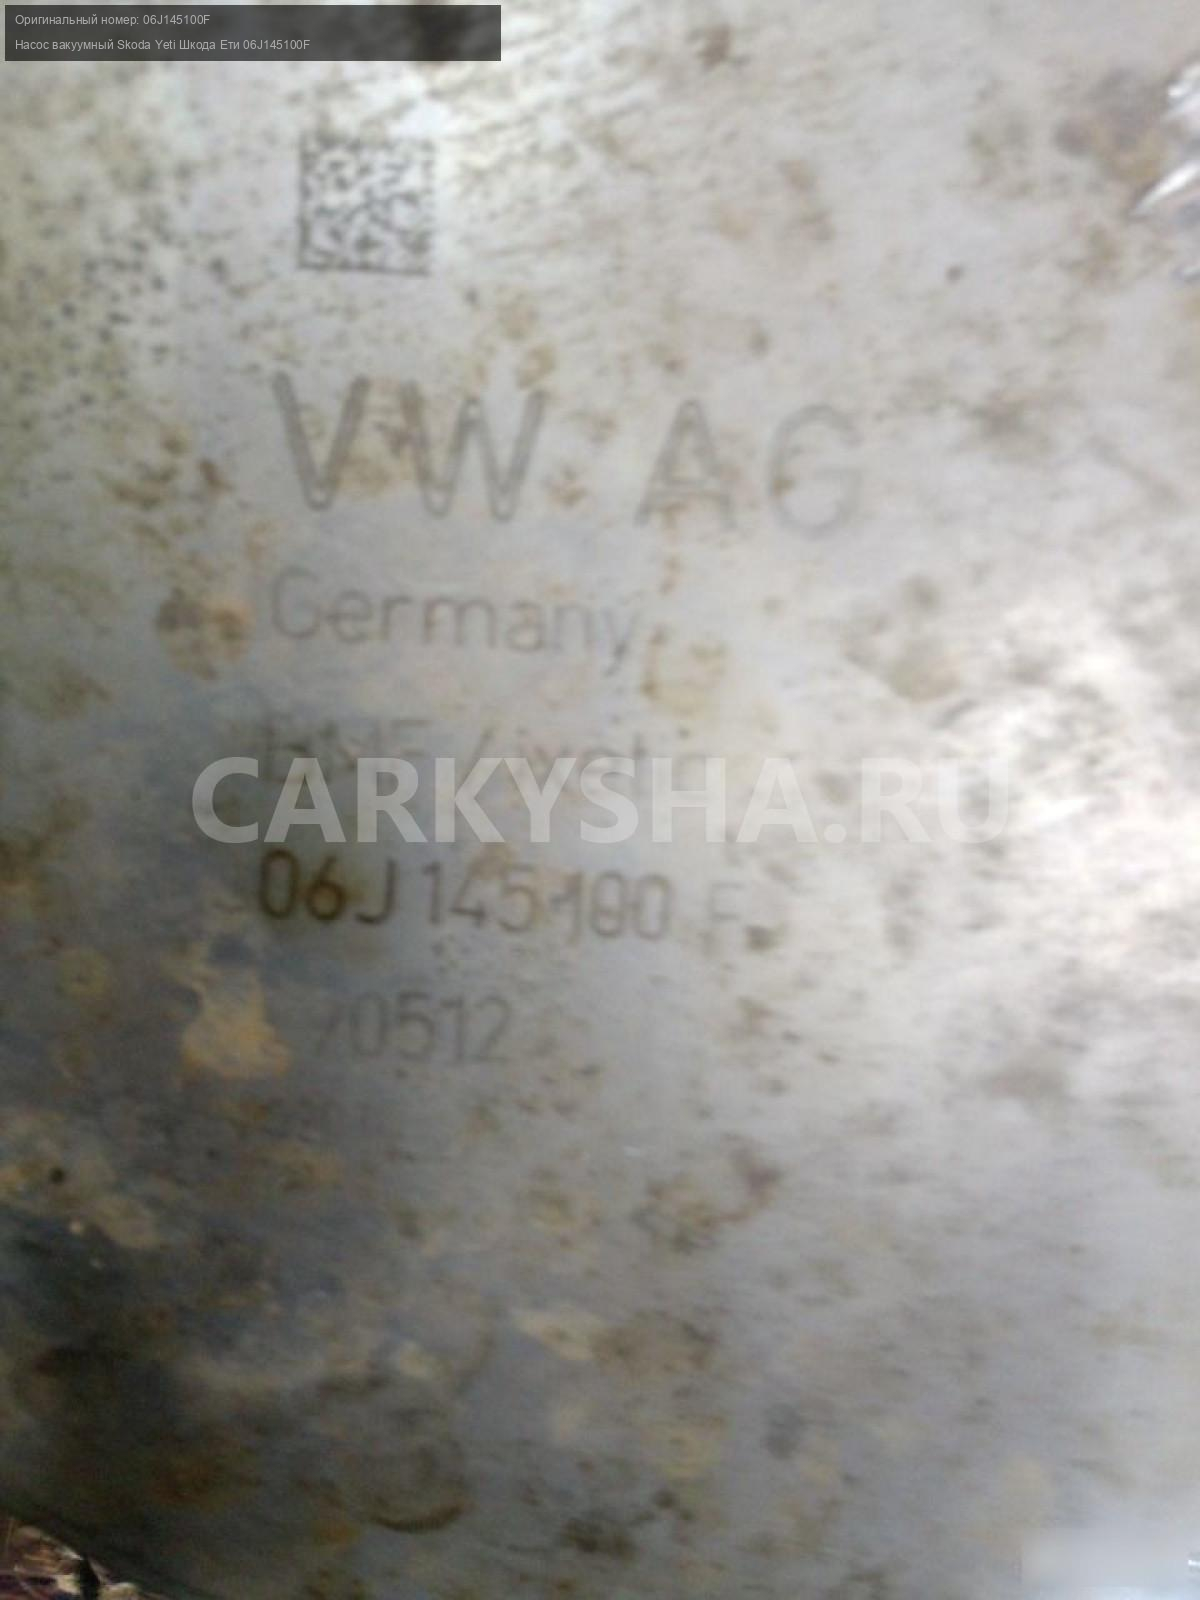 Оригинальный номер: 06J145100F
Насос вакуумный Skoda Yeti Шкода Ети 06J145100F
VW AG
Germany
CARKYSHA.RU
06J 145 100 F
70512